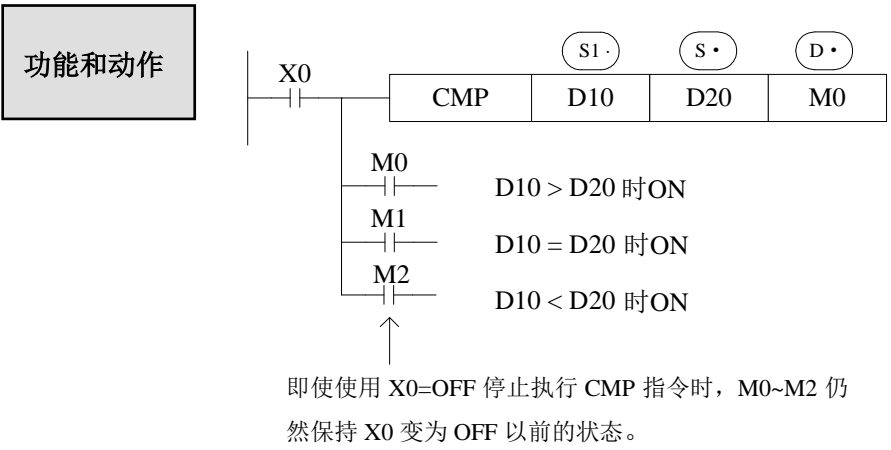 功能和动作
S1· S· D·
X0
CMP D10 D20 M0
M0
D10 > D20 时ON
M1
D10 = D20 时ON
M2
D10 < D20 时ON
即使使用 X0=OFF 停止执行 CMP 指令时，M0~M2 仍
然保持 X0 变为 OFF 以前的状态。